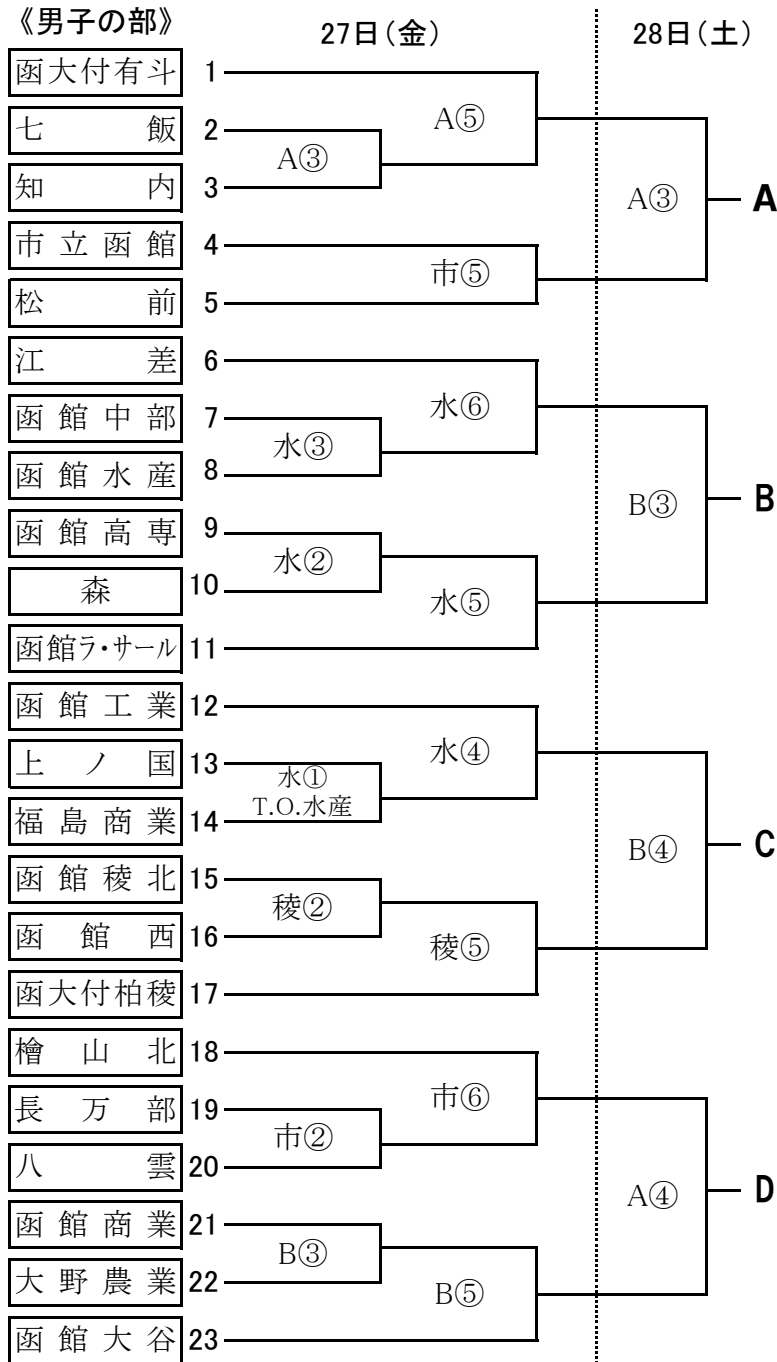 《男子の部》
27日(金)
28日(土)
函大付有斗 1
七飯 2
知内 3
市立函館 4
松前 5
江差 6
函館中部 7
函館水産 8
函館高専 9
森 10
函館ラ・サール 11
函館工業 12
上ノ国 13
福島商業 14
函館稜北 15
函館西 16
函大付柏稜 17
檜山北 18
長万部 19
八雲 20
函館商業 21
大野農業 22
函館大谷 23
A③
水③
水②
水①
T.O.水産
稜②
市②
B③
A⑤
市⑤
水⑥
水⑤
水④
稜⑤
市⑥
B⑤
A③
B③
B④
A④
A
B
C
D